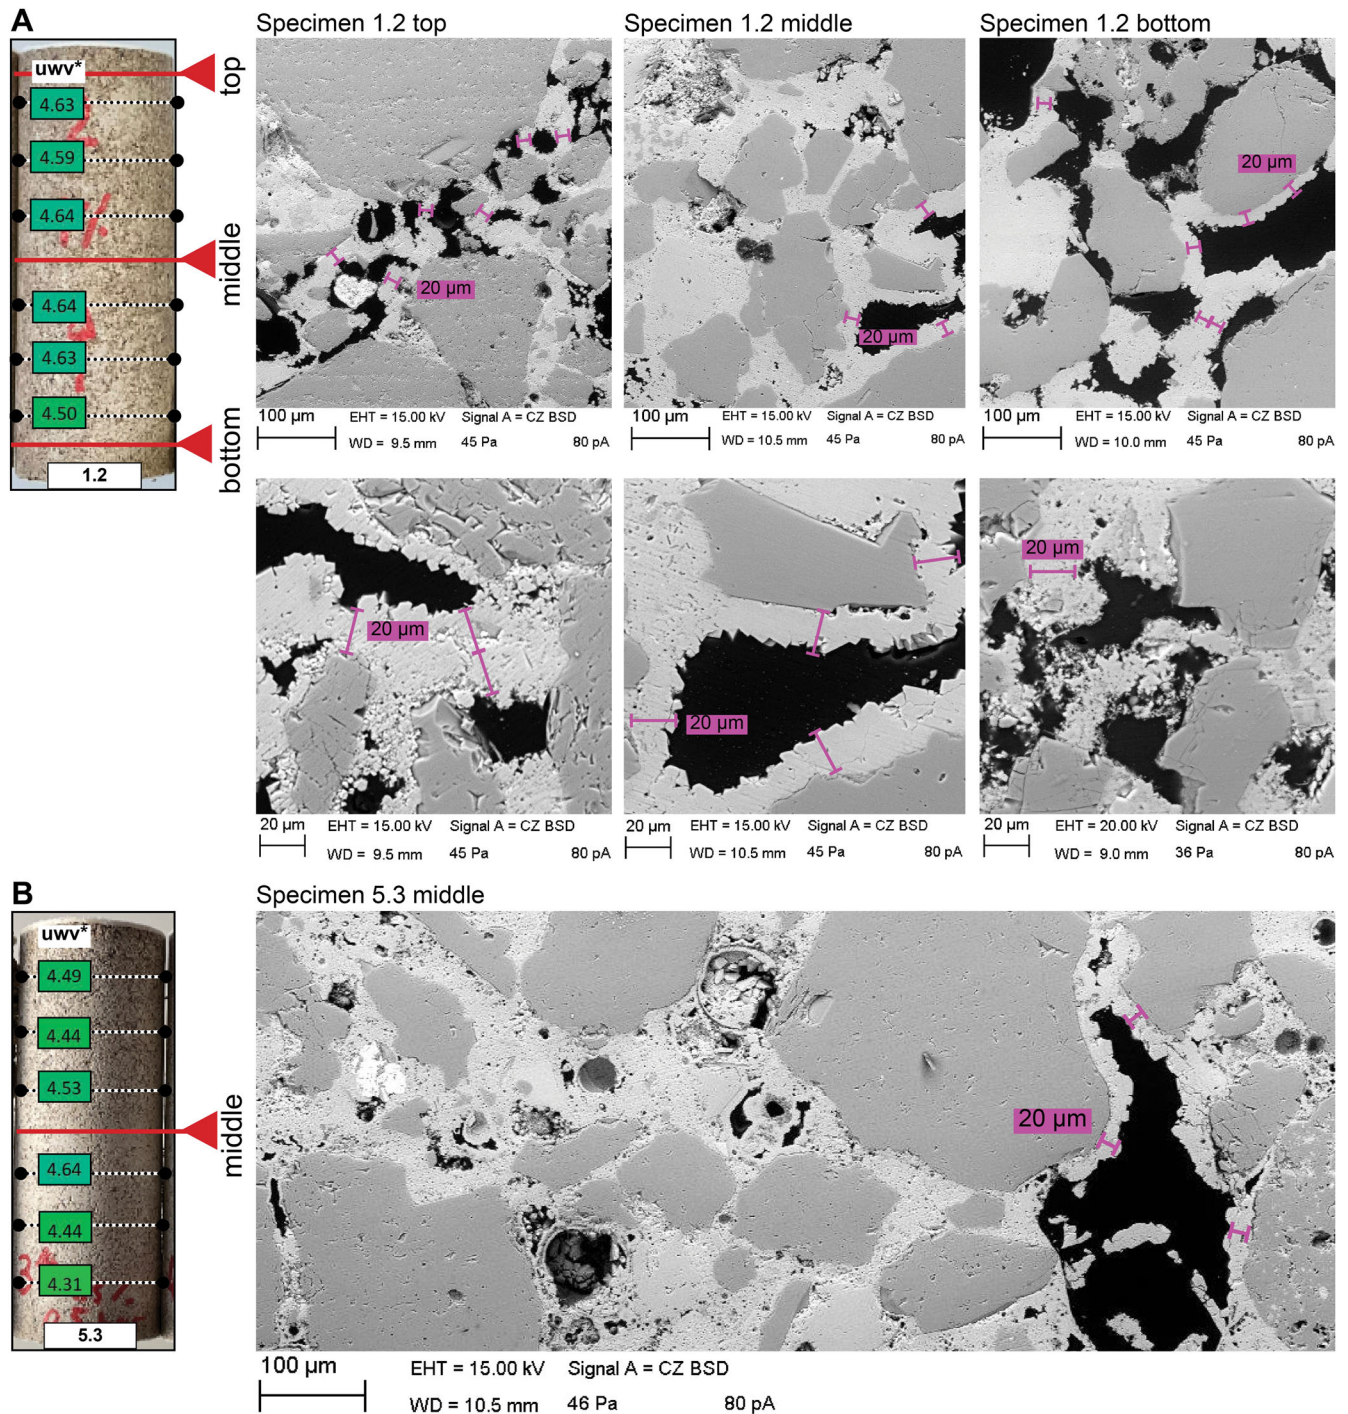 A
Specimen 1.2 top
Specimen 1.2 middle
Specimen 1.2 bottom
uwv*
top
4.63
4.59
4.64
middle
4.64
4.63
4.50
bottom
1.2
20 µm
20 µm
20 µm
100 µm EHT = 15.00 kV Signal A = CZ BSD
WD = 9.5 mm 45 Pa 80 pA
100 µm EHT = 15.00 kV Signal A = CZ BSD
WD = 10.5 mm 45 Pa 80 pA
100 µm EHT = 15.00 kV Signal A = CZ BSD
WD = 10.0 mm 45 Pa 80 pA
20 µm
20 µm
20 µm
20 µm EHT = 15.00 kV Signal A = CZ BSD
WD = 9.5 mm 45 Pa 80 pA
20 µm EHT = 15.00 kV Signal A = CZ BSD
WD = 10.5 mm 45 Pa 80 pA
20 µm EHT = 20.00 kV Signal A = CZ BSD
WD = 9.0 mm 36 Pa 80 pA
B
Specimen 5.3 middle
uwv*
4.49
4.44
4.53
middle
4.64
4.44
4.31
5.3
20 µm
100 µm EHT = 15.00 kV Signal A = CZ BSD
WD = 10.5 mm 46 Pa 80 pA